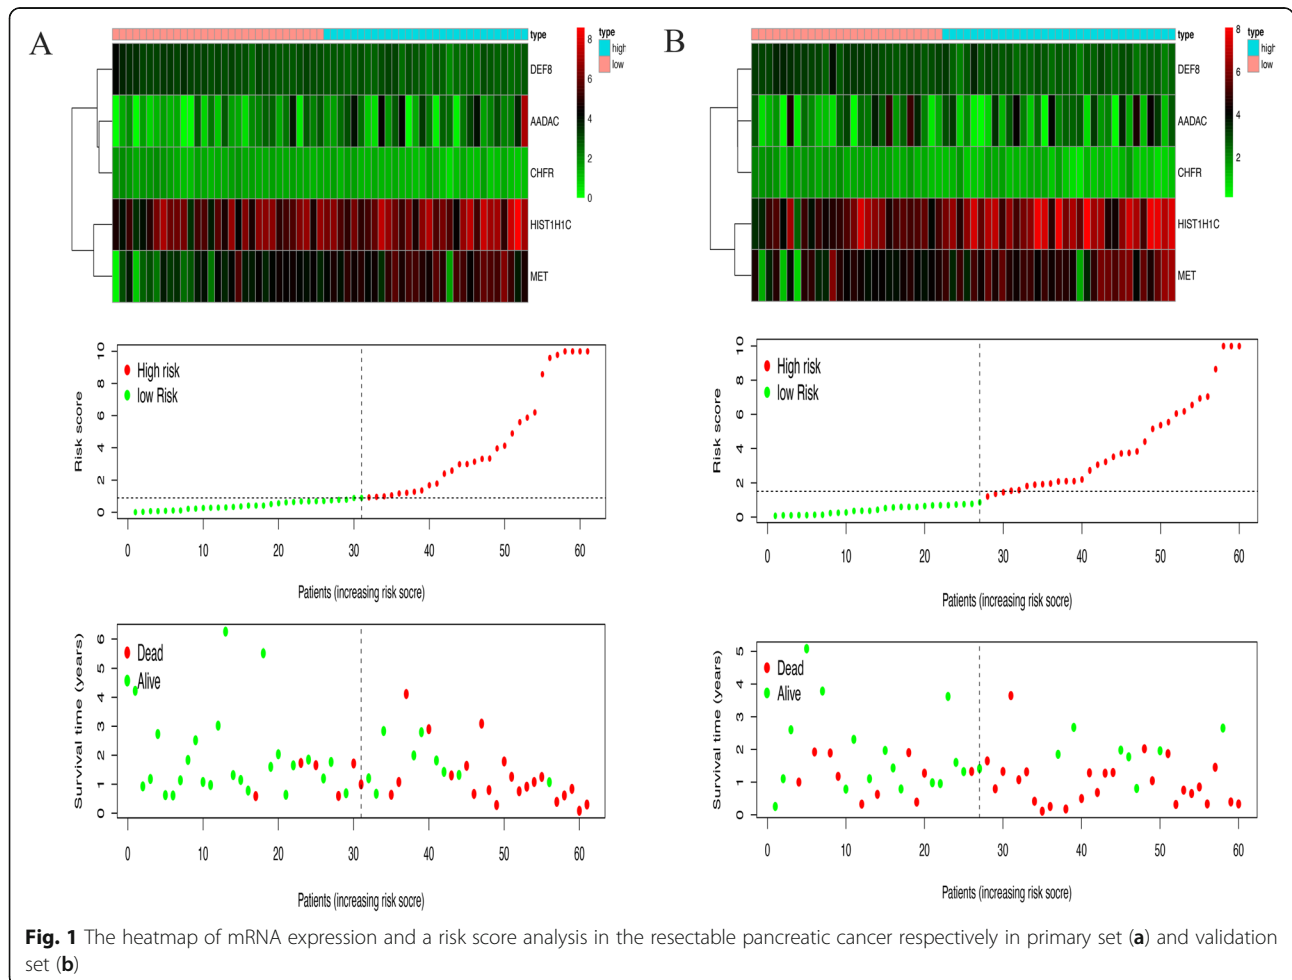 A
type
DEF8
AADAC
CHFR
HIST1H1C
MET
8
6
4
2
0
type
high
low
High risk
low Risk
Risk score
0 2 4 6 8 10
0 10 20 30 40 50 60
Patients (increasing risk socre)
Dead
Alive
Survival time (years)
0 1 2 3 4 5 6
0 10 20 30 40 50 60
Patients (increasing risk socre)
B
type
DEF8
AADAC
CHFR
HIST1H1C
MET
8
6
4
2
type
high
low
High risk
low Risk
Risk score
0 2 4 6 8 10
0 10 20 30 40 50 60
Patients (increasing risk socre)
Dead
Alive
Survival time (years)
0 1 2 3 4 5
0 10 20 30 40 50 60
Patients (increasing risk socre)
Fig. 1 The heatmap of mRNA expression and a risk score analysis in the resectable pancreatic cancer respectively in primary set (a) and validation
set (b)